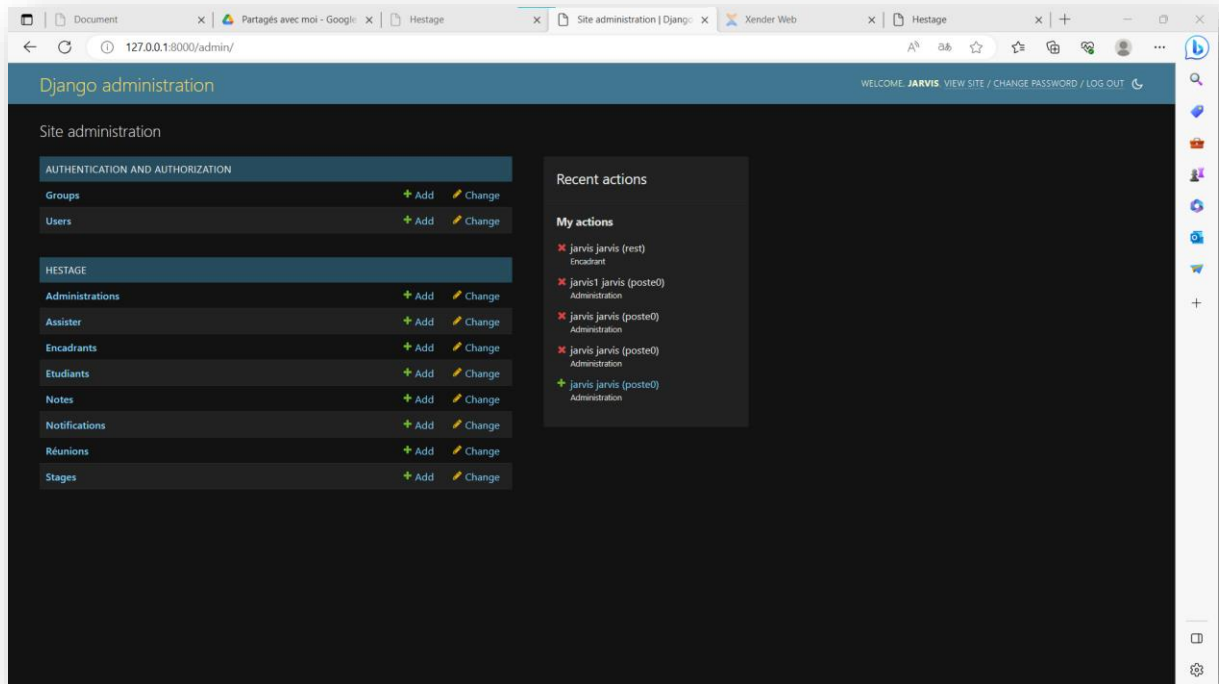 Document
Partagés avec moi - Google
Hestage
Site administration | Django
Xender Web
Hestage
127.0.0.1:8000/admin/
Django administration
WELCOME, JARVIS. VIEW SITE / CHANGE PASSWORD / LOG OUT
Site administration
AUTHENTICATION AND AUTHORIZATION
Groups + Add Change
Users + Add Change
HESTAGE
Administrations + Add Change
Assister + Add Change
Encadrants + Add Change
Etudiants + Add Change
Notes + Add Change
Notifications + Add Change
Réunions + Add Change
Stages + Add Change
Recent actions
My actions
jarvis jarvis (rest)
Encadrant
jarvis1 jarvis (poste0)
Administration
jarvis jarvis (poste0)
Administration
jarvis jarvis (poste0)
Administration
jarvis jarvis (poste0)
Administration